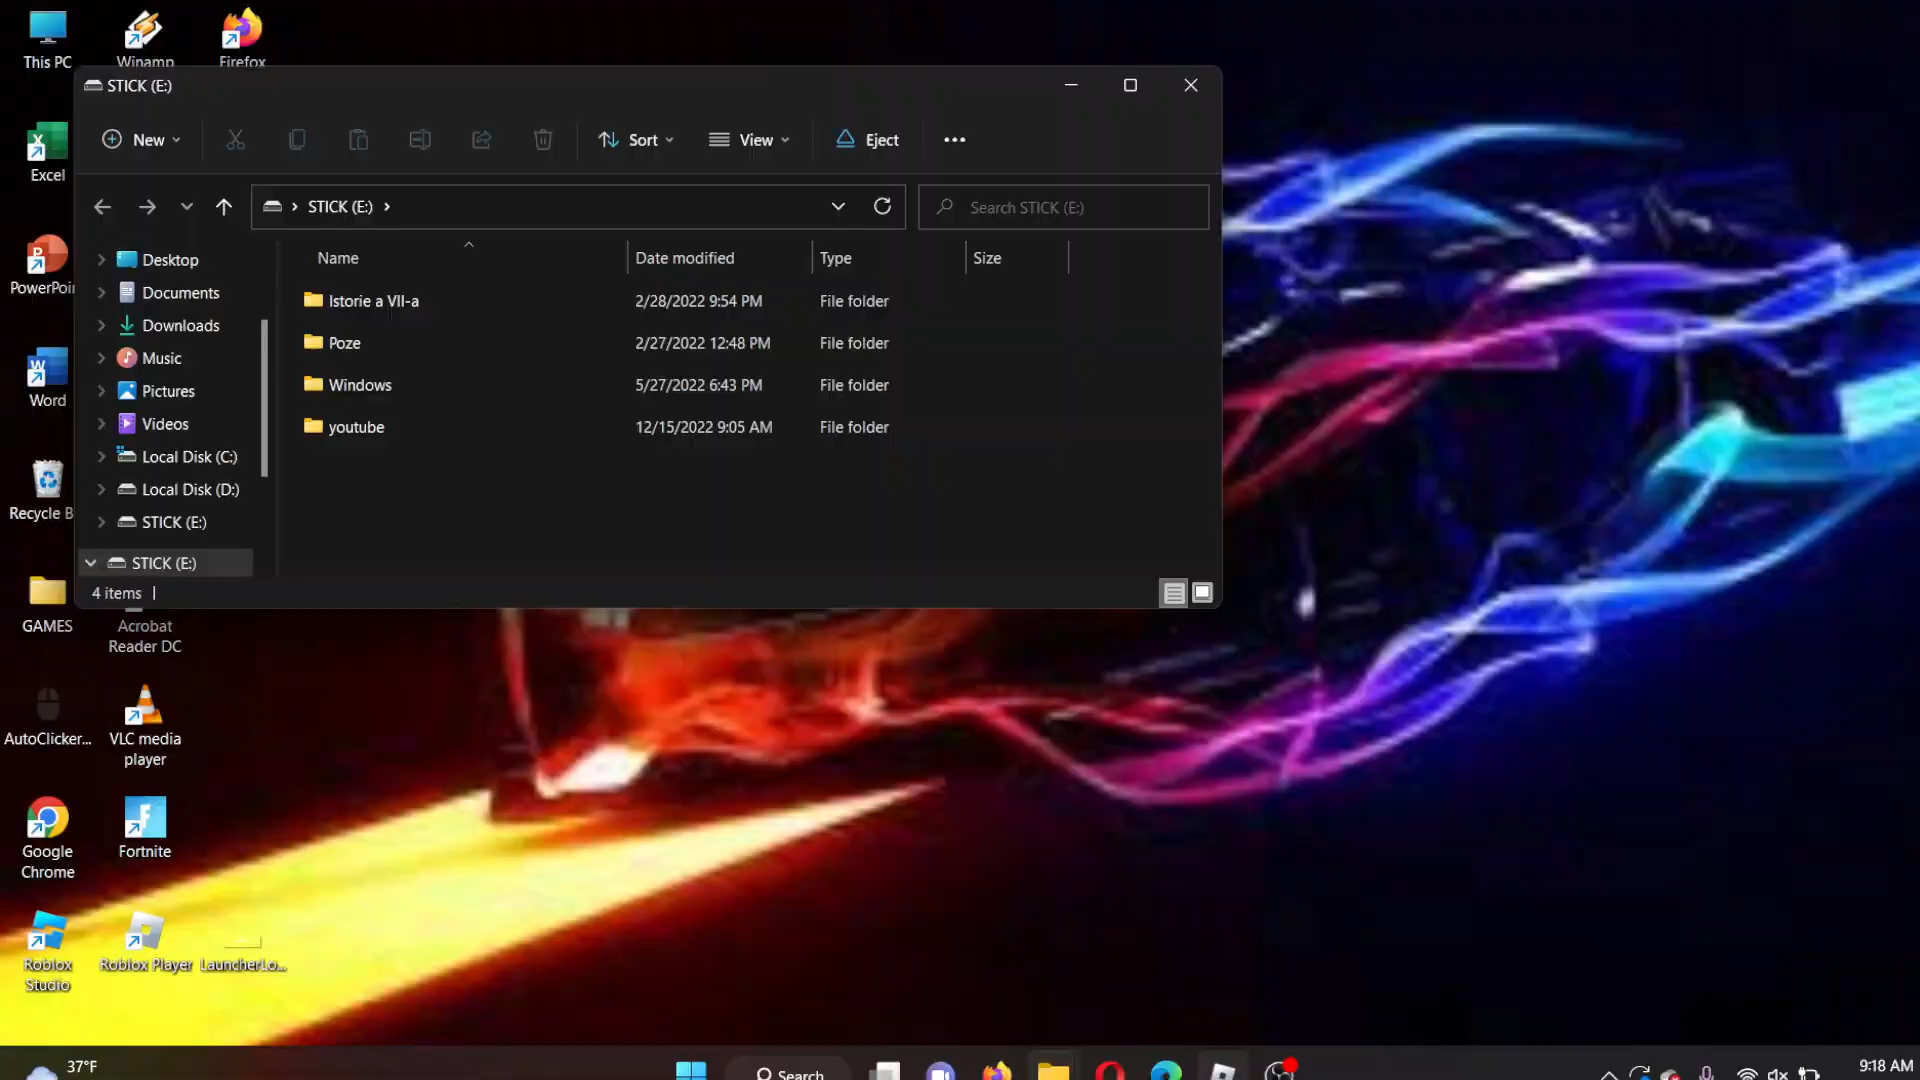 This PC
Winamp
Firefox
STICK (E:)
New
Sort
View
Eject
STICK (E:)
Search STICK (E:)
Name
Date modified
Type
Size
Istorie a VII-a
2/28/2022 9:54 PM
File folder
Poze
2/27/2022 12:48 PM
File folder
Windows
5/27/2022 6:43 PM
File folder
youtube
12/15/2022 9:05 AM
File folder
Desktop
Documents
Downloads
Music
Pictures
Videos
Local Disk (C:)
Local Disk (D:)
STICK (E:)
STICK (E:)
4 items
Excel
PowerPoi
Word
Recycle B
GAMES
Acrobat
Reader DC
AutoClicker...
VLC media
player
Google
Chrome
Fortnite
Roblox
Studio
Roblox Player
LauncherLo...
37°F
Search
9:18 AM